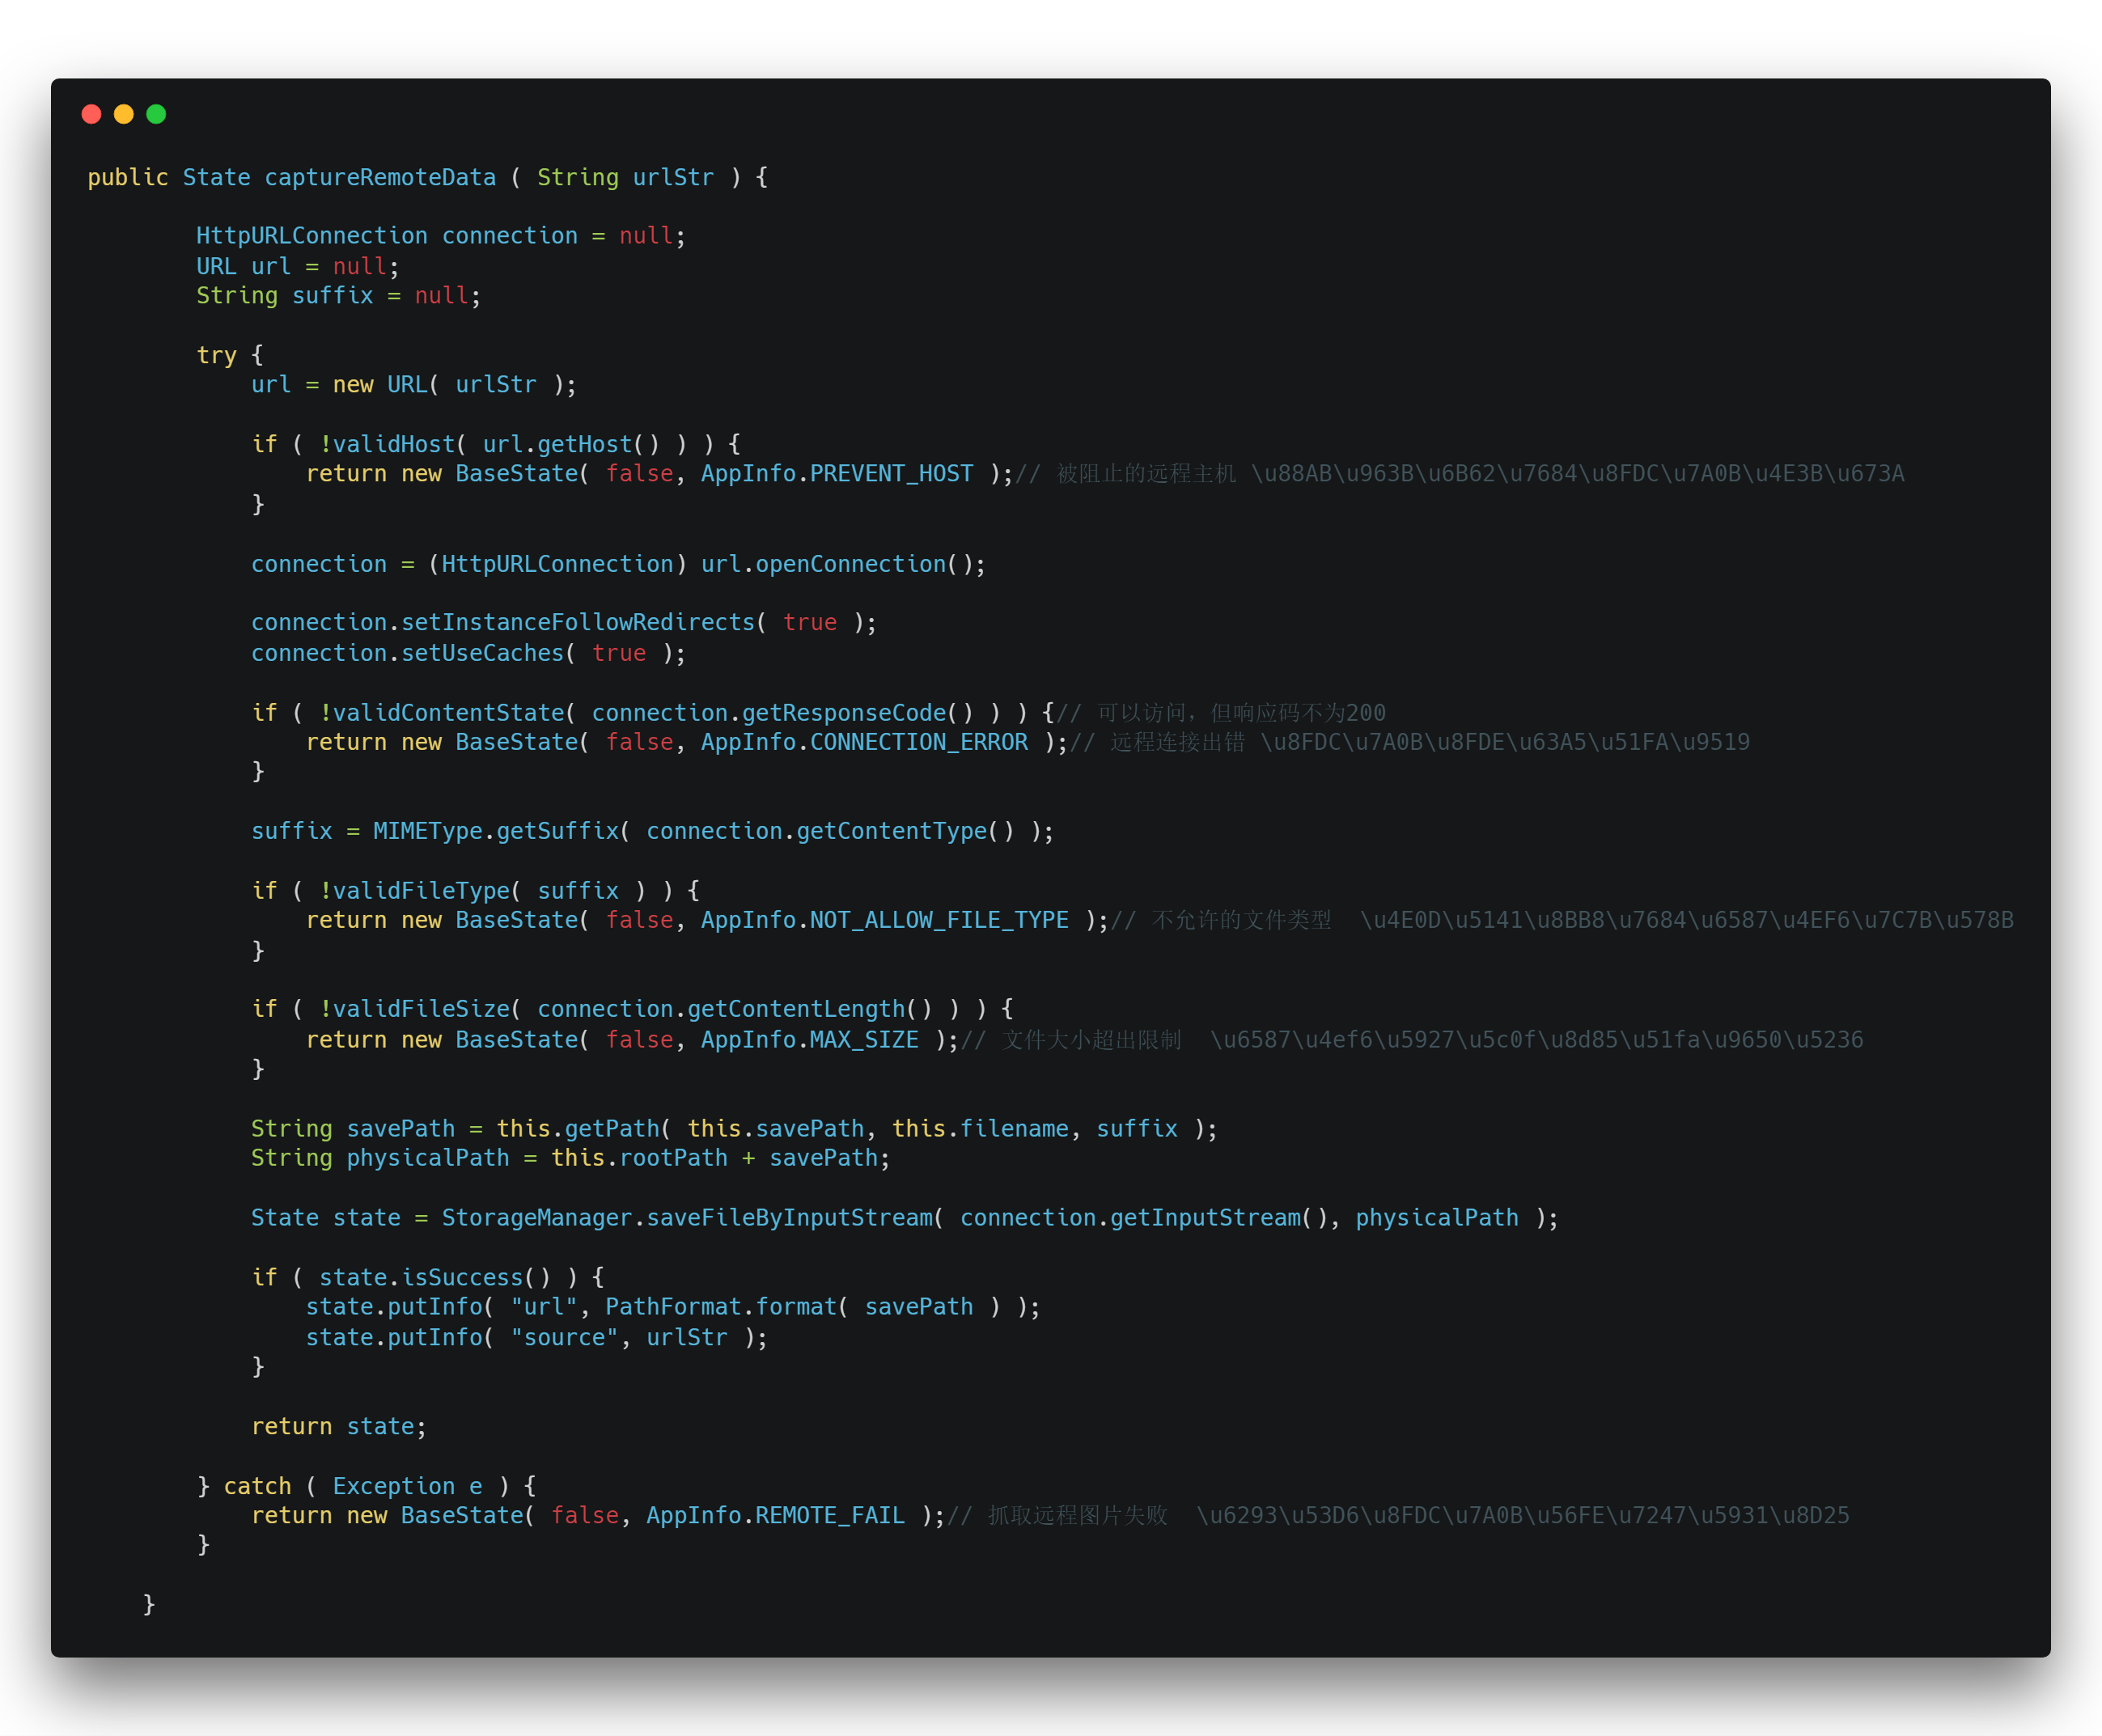 public State captureRemoteData ( String urlStr ) {
HttpURLConnection connection = null;
URL url = null;
String suffix = null;
try {
url = new URL( urlStr );
if ( !validHost( url.getHost() ) ) {
return new BaseState( false, AppInfo.PREVENT_HOST );// 被阻止的远程主机 \u88AB\u963B\u6B62\u7684\u8FDC\u7A0B\u4E3B\u673A
}
connection = (HttpURLConnection) url.openConnection();
connection.setInstanceFollowRedirects( true );
connection.setUseCaches( true );
if ( !validContentState( connection.getResponseCode() ) ) {// 可以访问，但响应码不为200
return new BaseState( false, AppInfo.CONNECTION_ERROR );// 远程连接出错 \u8FDC\u7A0B\u8FDE\u63A5\u51FA\u9519
}
suffix = MIMEType.getSuffix( connection.getContentType() );
if ( !validFileType( suffix ) ) {
return new BaseState( false, AppInfo.NOT_ALLOW_FILE_TYPE );// 不允许的文件类型  \u4E0D\u5141\u8BB8\u7684\u6587\u4EF6\u7C7B\u578B
}
if ( !validFileSize( connection.getContentLength() ) ) {
return new BaseState( false, AppInfo.MAX_SIZE );// 文件大小超出限制  \u6587\u4ef6\u5927\u5c0f\u8d85\u51fa\u9650\u5236
}
String savePath = this.getPath( this.savePath, this.filename, suffix );
String physicalPath = this.rootPath + savePath;
State state = StorageManager.saveFileByInputStream( connection.getInputStream(), physicalPath );
if ( state.isSuccess() ) {
state.putInfo( "url", PathFormat.format( savePath ) );
state.putInfo( "source", urlStr );
}
return state;
} catch ( Exception e ) {
return new BaseState( false, AppInfo.REMOTE_FAIL );// 抓取远程图片失败  \u6293\u53D6\u8FDC\u7A0B\u56FE\u7247\u5931\u8D25
}
}